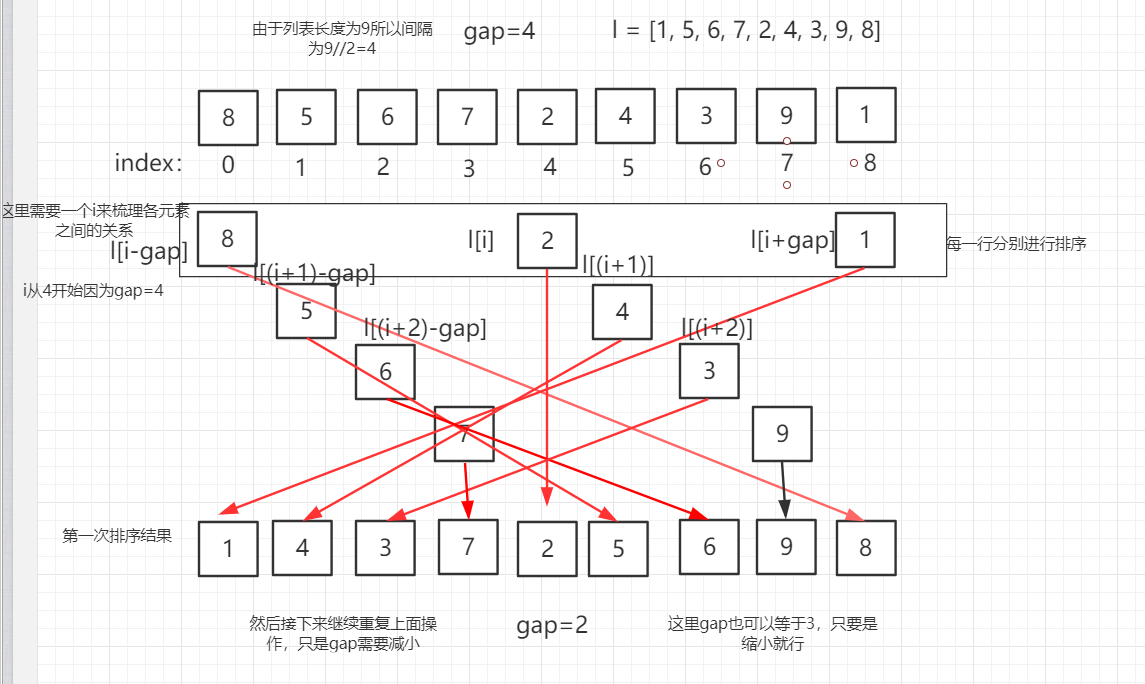 由于列表长度为9所以间隔
为9//2=4
gap=4
l = [1, 5, 6, 7, 2, 4, 3, 9, 8]
8 5 6 7 2 4 3 9 1
index: 0 1 2 3 4 5 6 7 8
这里需要一个i来梳理各元素
之间的关系
l[i-gap] 8 l[i] 2 l[i+gap] 1
每一行分别进行排序
i从4开始因为gap=4
l[(i+1)-gap] l[(i+1)]
5 4
l[(i+2)-gap] l[(i+2)]
6 3
7 9
第一次排序结果
1 4 3 7 2 5 6 9 8
然后接下来继续重复上面操
作，只是gap需要减小
gap=2
这里gap也可以等于3，只要是
缩小就行